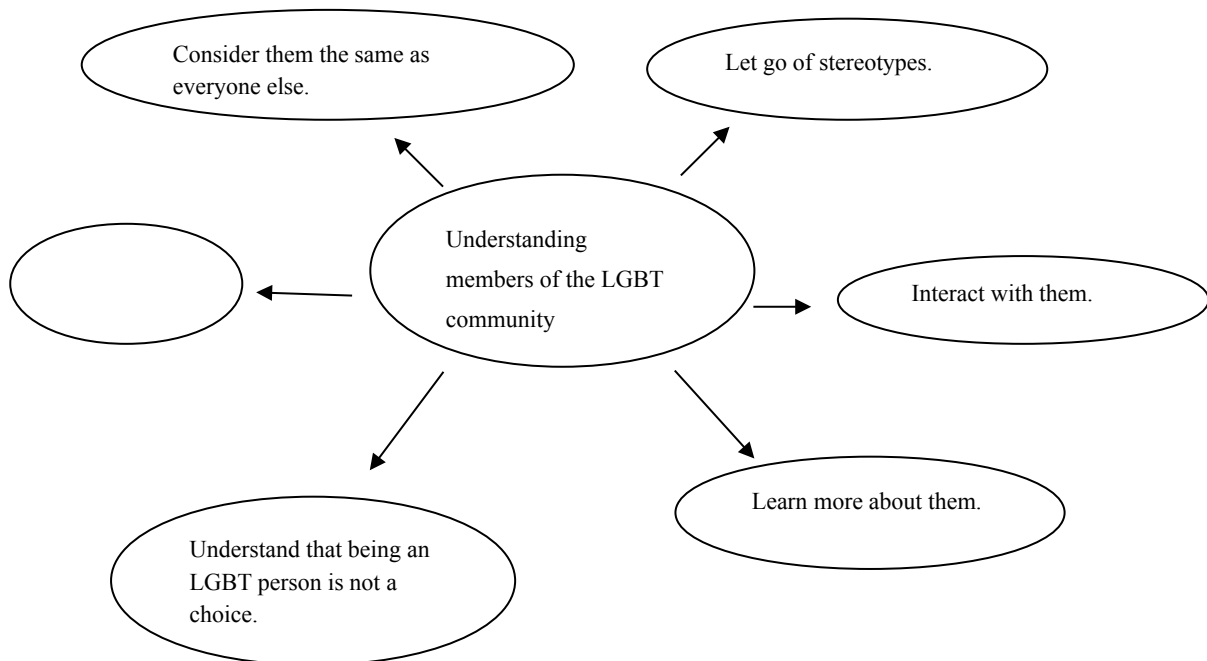 Consider them the same as
everyone else.
Let go of stereotypes.
Understanding
members of the LGBT
community
Interact with them.
Learn more about them.
Understand that being an
LGBT person is not a
choice.